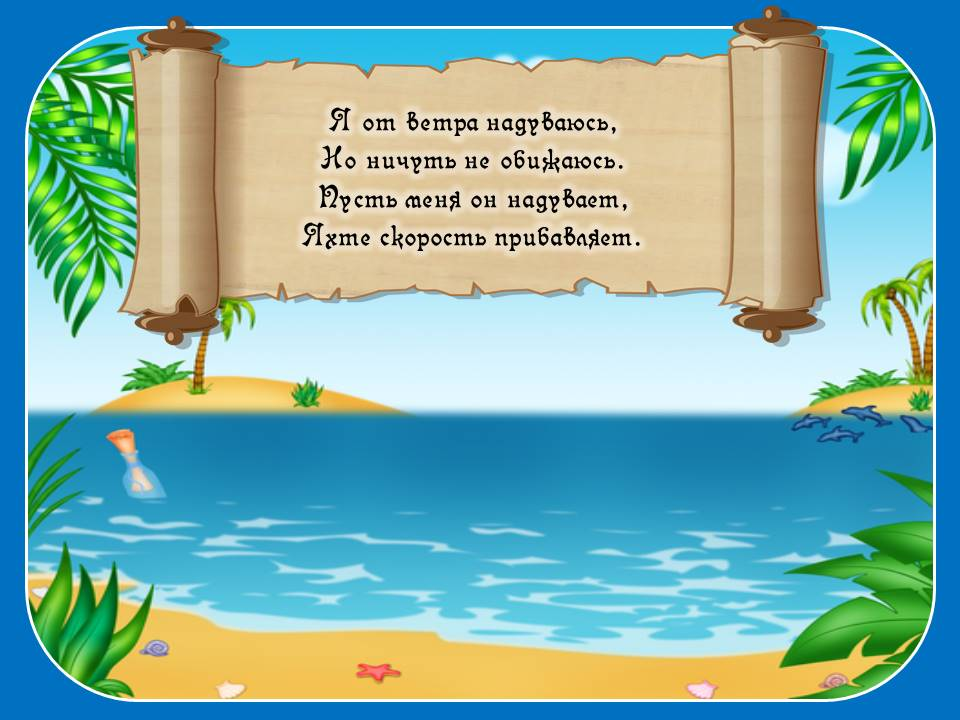 Я от ветра надуваюсь,
Но ничуть не обижаюсь.
Пусть меня он надувает,
Яхте скорость прибавляет.